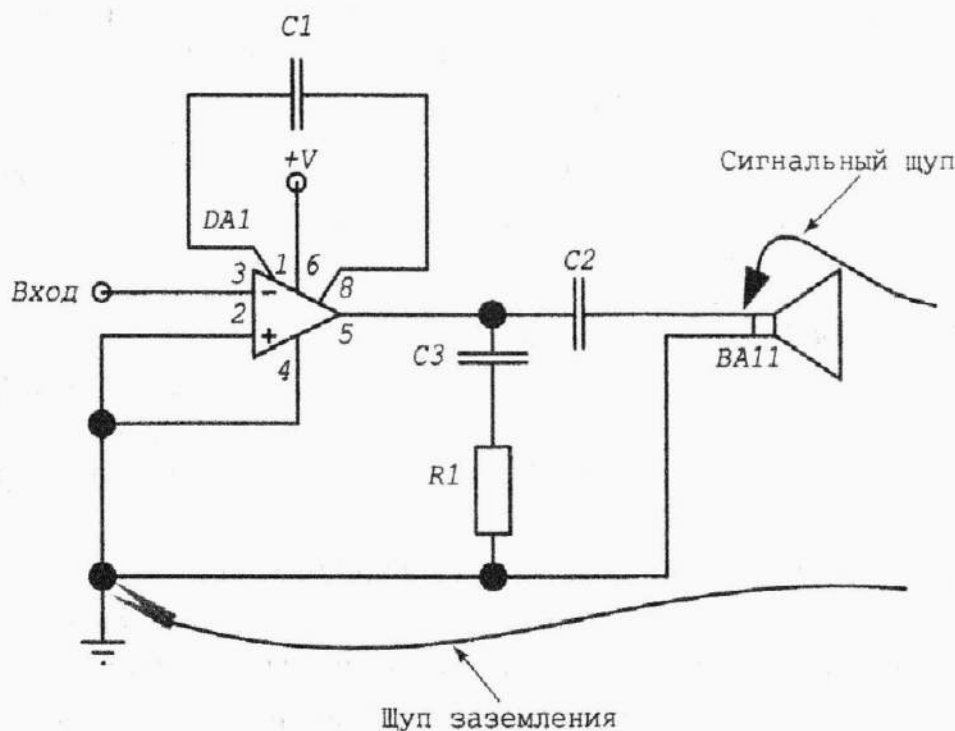 C1
+V
Сигнальный щуп
DA1
1
6
3
8
C2
Вход
-
2
+
5
4
C3
BA11
R1
Щуп заземления